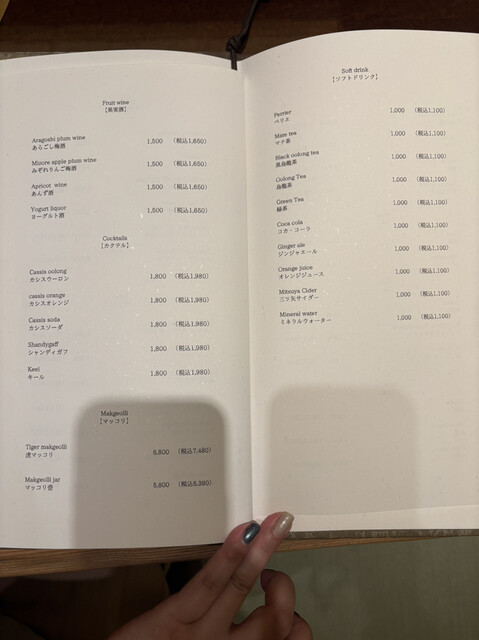 Fruit wine
【果実酒】
Aragoshi plum wine 1,500 (税込1,650)
あらごし梅酒
Mizore apple plum wine 1,500 (税込1,650)
みぞれりんご梅酒
Apricot wine 1,500 (税込1,650)
あんず酒
Yogurt liquor 1,500 (税込1,650)
ヨーグルト酒
Cocktails
【カクテル】
Cassis oolong 1,800 (税込1,980)
カシスウーロン
cassis orange 1,800 (税込1,980)
カシスオレンジ
Cassis soda 1,800 (税込1,980)
カシスソーダ
Shandygaff 1,800 (税込1,980)
シャンディガフ
Keel 1,800 (税込1,980)
キール
Makgeolli
【マッコリ】
Tiger makgeolli 6,800 (税込7,480)
虎マッコリ
Makgeolli jar 5,800 (税込6,380)
マッコリ壺
Soft drink
【ソフトドリンク】
Perrier 1,000 (税込1,100)
ペリエ
Mate tea 1,000 (税込1,100)
マテ茶
Black oolong tea 1,000 (税込1,100)
黒烏龍茶
Oolong Tea 1,000 (税込1,100)
烏龍茶
Green Tea 1,000 (税込1,100)
緑茶
Coca cola 1,000 (税込1,100)
コカ・コーラ
Ginger ale 1,000 (税込1,100)
ジンジャエール
Orange juice 1,000 (税込1,100)
オレンジジュース
Mitsuya Cider 1,000 (税込1,100)
三ツ矢サイダー
Mineral water 1,000 (税込1,100)
ミネラルウォーター